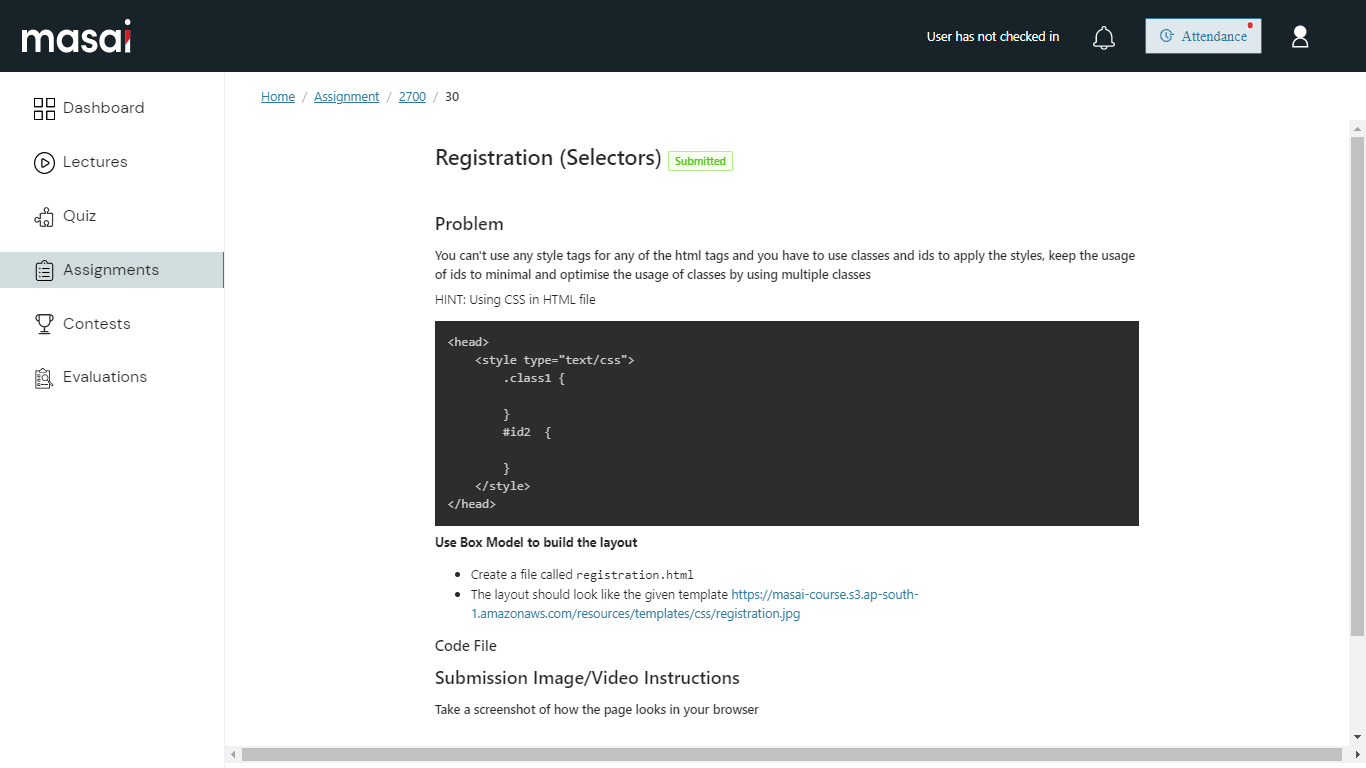 masai
User has not checked in
Attendance
Dashboard
Lectures
Quiz
Assignments
Contests
Evaluations
Home / Assignment / 2700 / 30
Registration (Selectors) Submitted
Problem
You can't use any style tags for any of the html tags and you have to use classes and ids to apply the styles, keep the usage
of ids to minimal and optimise the usage of classes by using multiple classes
HINT: Using CSS in HTML file
<head>
    <style type="text/css">
        .class1 {
        }
        #id2  {
        }
    </style>
</head>
Use Box Model to build the layout
• Create a file called registration.html
• The layout should look like the given template https://masai-course.s3.ap-south-
1.amazonaws.com/resources/templates/css/registration.jpg
Code File
Submission Image/Video Instructions
Take a screenshot of how the page looks in your browser